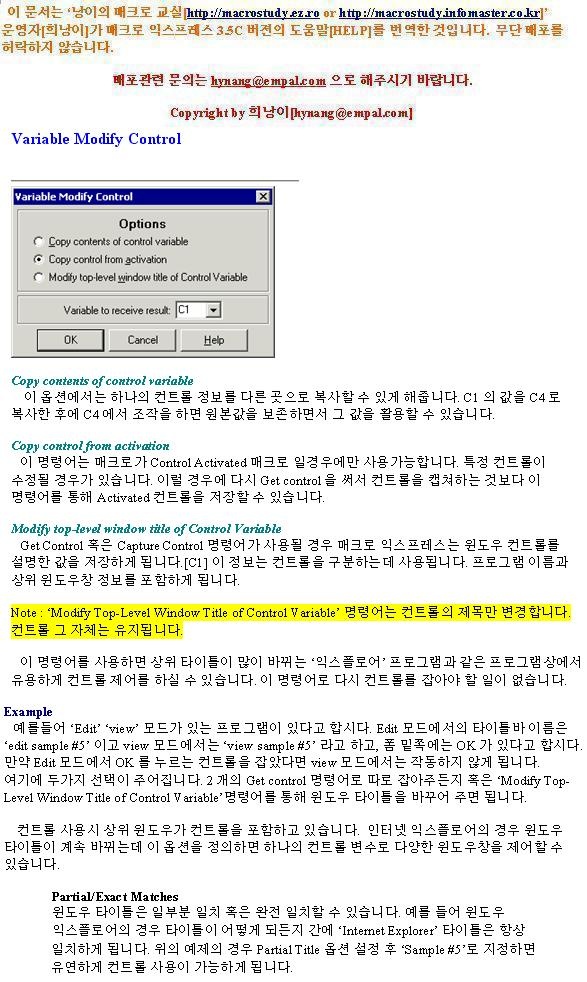 이 문서는 ‘낭이의 매크로 교실[http://macrostudy.ez.ro or http://macrostudy.infomaster.co.kr]’
운영자[희낭이]가 매크로 익스프레스 3.5C 버젼의 도움말[HELP]를 번역한 것입니다. 무단 배포를
허락하지 않습니다.
배포관련 문의는 hynang@empal.com 으로 해주시기 바랍니다.
Copyright by 희낭이[hynang@empal.com]
Variable Modify Control
Variable Modify Control
Options
Copy contents of control variable
Copy control from activation
Modify top-level window title of Control Variable
Variable to receive result: C1
OK Cancel Help
Copy contents of control variable
이 옵션에서는 하나의 컨트롤 정보를 다른 곳으로 복사할 수 있게 해줍니다. C1 의 값을 C4 로
복사한 후에 C4 에서 조작을 하면 원본값을 보존하면서 그 값을 활용할 수 있습니다.
Copy control from activation
이 명령어는 매크로가 Control Activated 매크로 일경우에만 사용가능합니다. 특정 컨트롤이
수정될 경우가 있습니다. 이럴 경우에 다시 Get control 을 써서 컨트롤을 캡쳐하는 것보다 이
명령어를 통해 Activated 컨트롤을 저장할 수 있습니다.
Modify top-level window title of Control Variable
Get Control 혹은 Capture Control 명령어가 사용될 경우 매크로 익스프레스는 윈도우 컨트롤를
설명한 값을 저장하게 됩니다.[C1] 이 정보는 컨트롤을 구분하는데 사용됩니다. 프로그램 이름과
상위 윈도우창 정보를 포함하게 됩니다.
Note : ‘Modify Top-Level Window Title of Control Variable’ 명령어는 컨트롤의 제목만 변경합니다.
컨트롤 그 자체는 유지됩니다.
이 명령어를 사용하면 상위 타이틀이 많이 바뀌는 ‘익스플로어’ 프로그램과 같은 프로그램상에서
유용하게 컨트롤 제어를 하실 수 있습니다. 이 명령어로 다시 컨트롤를 잡아야 할 일이 없습니다.
Example
예를들어 ‘Edit’ ‘view’ 모드가 있는 프로그램이 있다고 합시다. Edit 모드에서의 타이틀 바 이름은
‘edit sample #5’ 이고 view 모드에서는 ‘view sample #5’ 라고 하고, 폼 밑쪽에는 OK 가 있다고 합시다.
만약 Edit 모드에서 OK 를 누르는 컨트롤을 잡았다면 view 모드에서는 작동하지 않게 됩니다.
여기에 두가지 선택이 주어집니다. 2 개의 Get control 명령어로 따로 잡아주든지 혹은 ‘Modify Top-
Level Window Title of Control Variable’명령어를 통해 윈도우 타이틀을 바꾸어 주면 됩니다.
컨트롤 사용시 상위 윈도우가 컨트롤을 포함하고 있습니다. 인터넷 익스플로어의 경우 윈도우
타이틀이 계속 바뀌는데 이 옵션을 정의하면 하나의 컨트롤 변수로 다양한 윈도우창을 제어할 수
있습니다.
Partial/Exact Matches
윈도우 타이틀은 일부분 일치 혹은 완전 일치할 수 있습니다. 예를 들어 윈도우
익스플로어의 경우 타이틀이 어떻게 되든지 간에 ‘Internet Explorer’ 타이틀은 항상
일치하게 됩니다. 위의 예제의 경우 Partial Title 옵션 설정 후 ‘Sample #5’로 지정하면
유연하게 컨트롤 사용이 가능하게 됩니다.